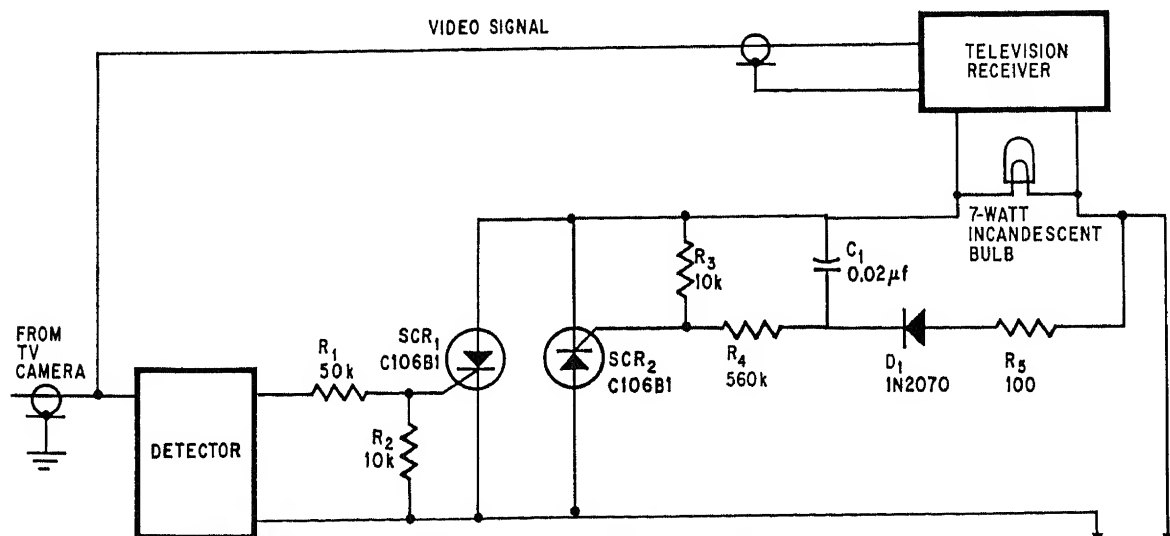 VIDEO SIGNAL
TELEVISION
RECEIVER
7-WATT
INCANDESCENT
BULB
R3
10k
C1
0.02μf
FROM
TV
CAMERA
R1
50k
SCR1
C106B1
SCR2
C106B1
R4
560k
D1
1N2070
R5
100
DETECTOR
R2
10k